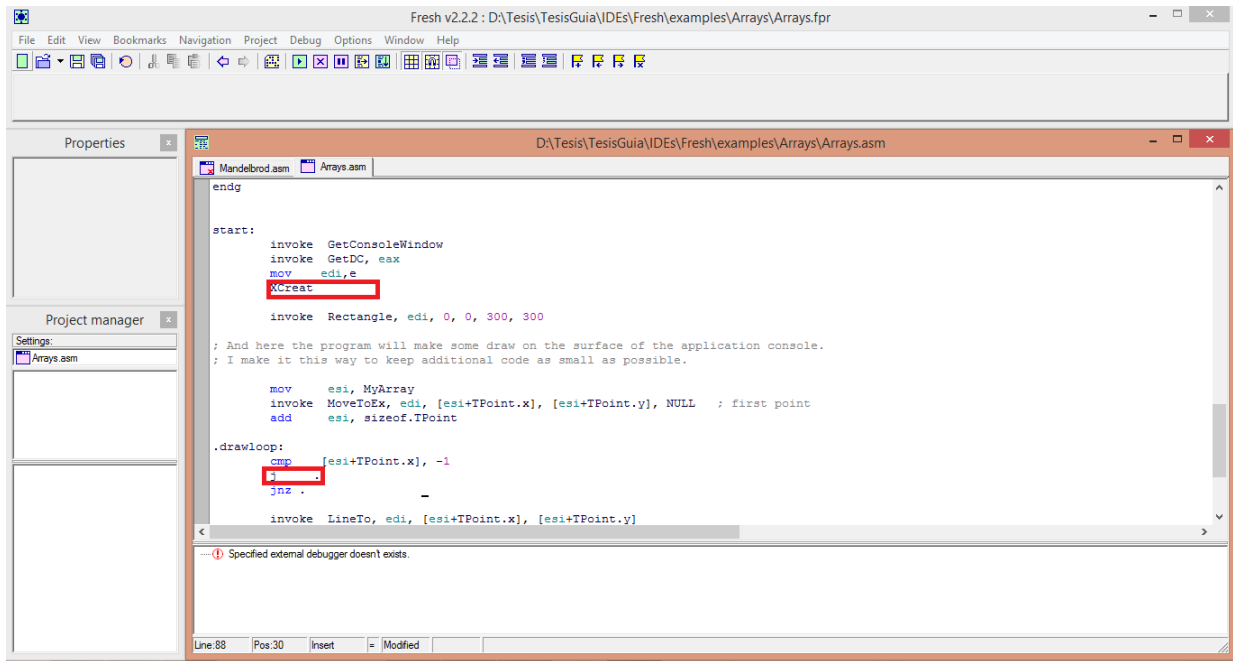 Fresh v2.2.2 : D:\Tesis\TesisGuia\IDEs\Fresh\examples\Arrays\Arrays.fpr
File Edit View Bookmarks Navigation Project Debug Options Window Help
Properties
D:\Tesis\TesisGuia\IDEs\Fresh\examples\Arrays\Arrays.asm
Mandelbrod.asm Arrays.asm
endg
start:
invoke GetConsoleWindow
invoke GetDC, eax
mov edi,e
XCreat
invoke Rectangle, edi, 0, 0, 300, 300
; And here the program will make some draw on the surface of the application console.
; I make it this way to keep additional code as small as possible.
mov esi, MyArray
invoke MoveToEx, edi, [esi+TPoint.x], [esi+TPoint.y], NULL ; first point
add esi, sizeof.TPoint
.drawloop:
cmp [esi+TPoint.x], -1
j .
jnz .
invoke LineTo, edi, [esi+TPoint.x], [esi+TPoint.y]
Project manager
Settings:
Arrays.asm
Specified external debugger doesn't exists.
Line:88 Pos:30 Insert = Modified